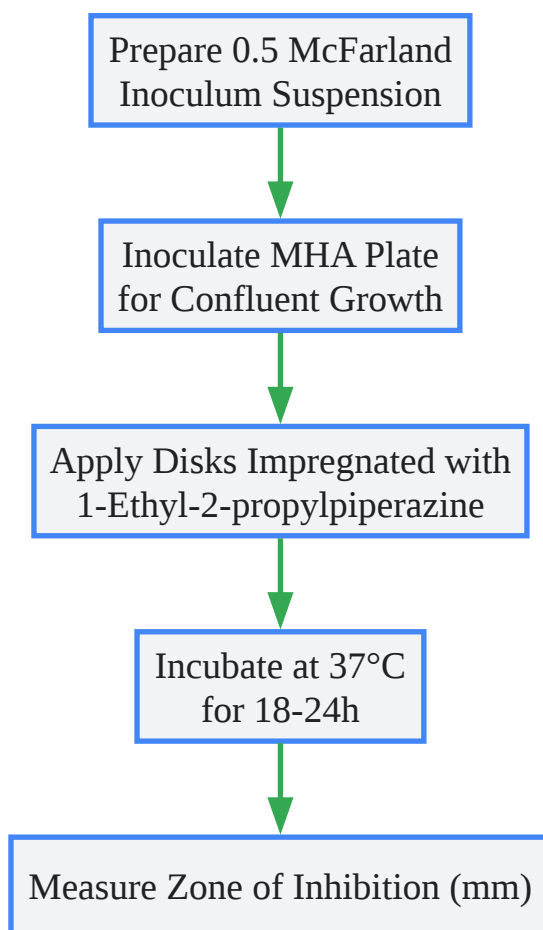 Prepare 0.5 McFarland
Inoculum Suspension
Inoculate MHA Plate
for Confluent Growth
Apply Disks Impregnated with
1-Ethyl-2-propylpiperazine
Incubate at 37°C
for 18-24h
Measure Zone of Inhibition (mm)